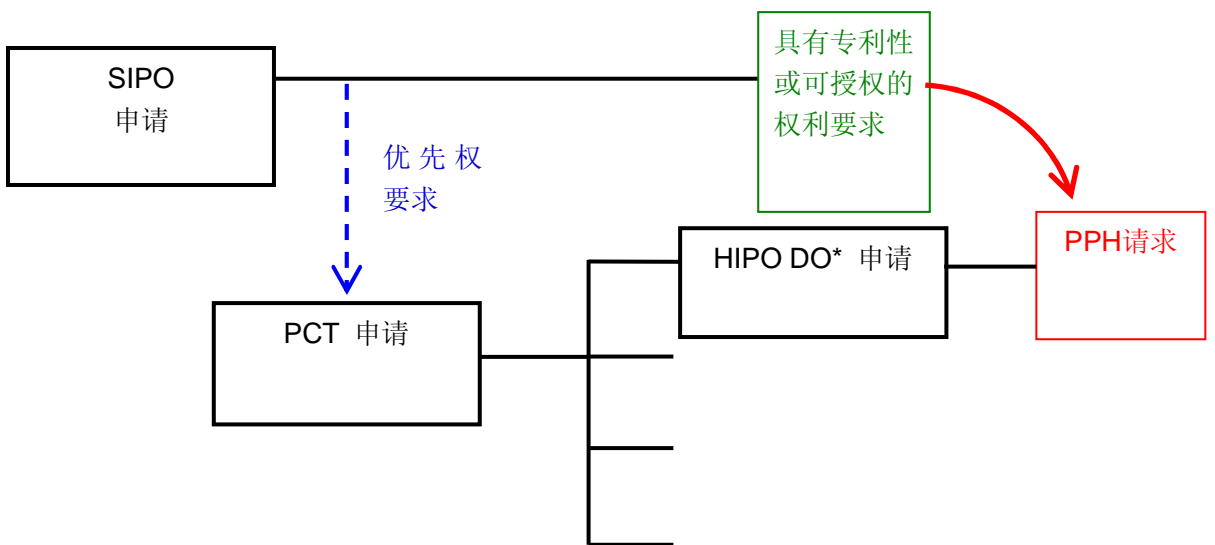 SIPO
申请
具有专利性
或可授权的
权利要求
优 先 权
要求
HIPO DO* 申请
PPH请求
PCT 申请